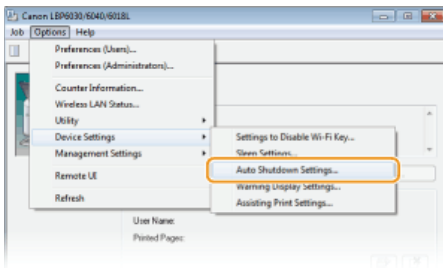 Canon LBP6030/6040/6018L
Job Options Help
Preferences (Users)...
Preferences (Administrators)...
Counter Information...
Wireless LAN Status...
Utility
Device Settings
Settings to Disable Wi-Fi Key...
Management Settings
Sleep Settings...
Auto Shutdown Settings...
Remote UI
Warning Display Settings...
Refresh
Assisting Print Settings...
User Name:
Printed Pages: